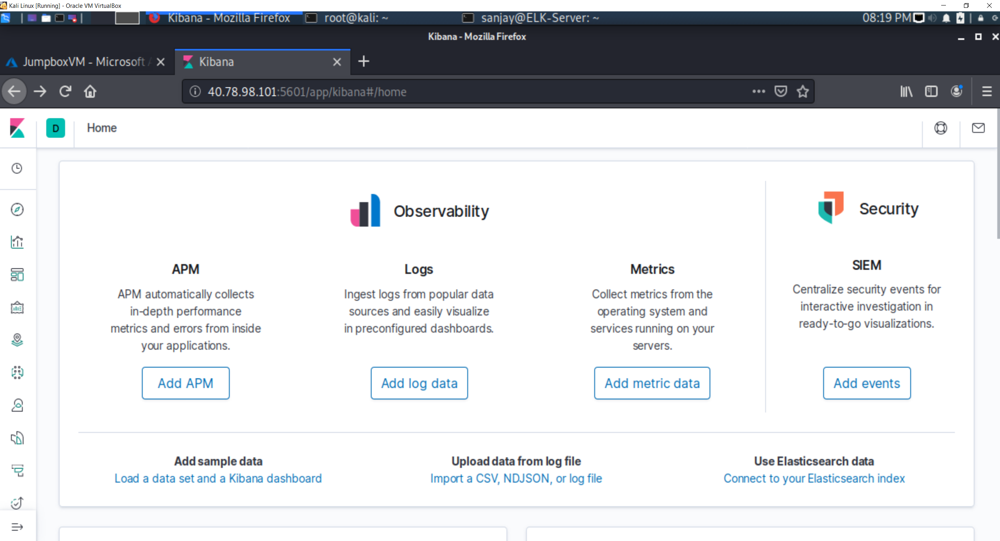 Kali Linux [Running] - Oracle VM VirtualBox
Kibana - Mozilla Firefox
root@kali: ~
sanjay@ELK-Server: ~
08:19 PM
Kibana - Mozilla Firefox
JumpboxVM - Microsoft
Kibana
40.78.98.101:5601/app/kibana#/home
D
Home
Observability
Security
APM
APM automatically collects
in-depth performance
metrics and errors from inside
your applications.
Add APM
Logs
Ingest logs from popular data
sources and easily visualize
in preconfigured dashboards.
Add log data
Metrics
Collect metrics from the
operating system and
services running on your
servers.
Add metric data
SIEM
Centralize security events for
interactive investigation in
ready-to-go visualizations.
Add events
Add sample data
Load a data set and a Kibana dashboard
Upload data from log file
Import a CSV, NDJSON, or log file
Use Elasticsearch data
Connect to your Elasticsearch index